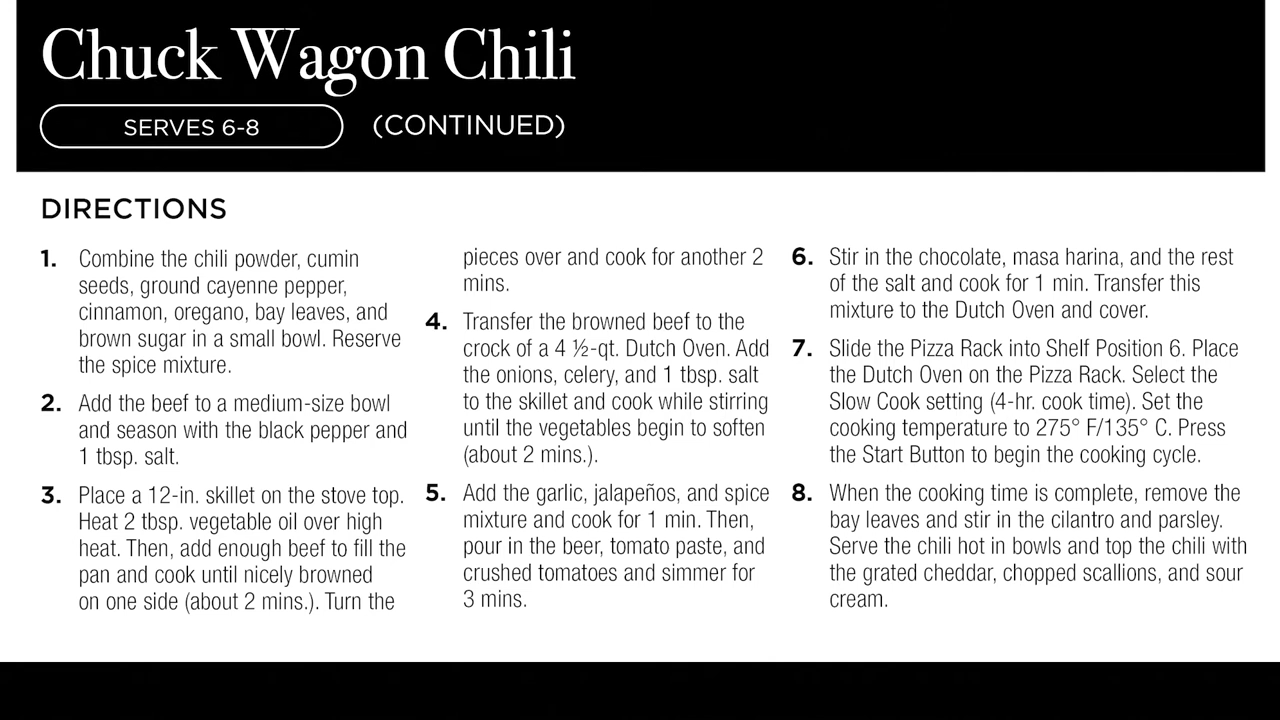 Chuck Wagon Chili
SERVES 6-8
(CONTINUED)
DIRECTIONS
1. Combine the chili powder, cumin
seeds, ground cayenne pepper,
cinnamon, oregano, bay leaves, and
brown sugar in a small bowl. Reserve
the spice mixture.
2. Add the beef to a medium-size bowl
and season with the black pepper and
1 tbsp. salt.
3. Place a 12-in. skillet on the stove top.
Heat 2 tbsp. vegetable oil over high
heat. Then, add enough beef to fill the
pan and cook until nicely browned
on one side (about 2 mins.). Turn the
pieces over and cook for another 2
mins.
4. Transfer the browned beef to the
crock of a 4 ½-qt. Dutch Oven. Add
the onions, celery, and 1 tbsp. salt
to the skillet and cook while stirring
until the vegetables begin to soften
(about 2 mins.).
5. Add the garlic, jalapeños, and spice
mixture and cook for 1 min. Then,
pour in the beer, tomato paste, and
crushed tomatoes and simmer for
3 mins.
6. Stir in the chocolate, masa harina, and the rest
of the salt and cook for 1 min. Transfer this
mixture to the Dutch Oven and cover.
7. Slide the Pizza Rack into Shelf Position 6. Place
the Dutch Oven on the Pizza Rack. Select the
Slow Cook setting (4-hr. cook time). Set the
cooking temperature to 275° F/135° C. Press
the Start Button to begin the cooking cycle.
8. When the cooking time is complete, remove the
bay leaves and stir in the cilantro and parsley.
Serve the chili hot in bowls and top the chili with
the grated cheddar, chopped scallions, and sour
cream.